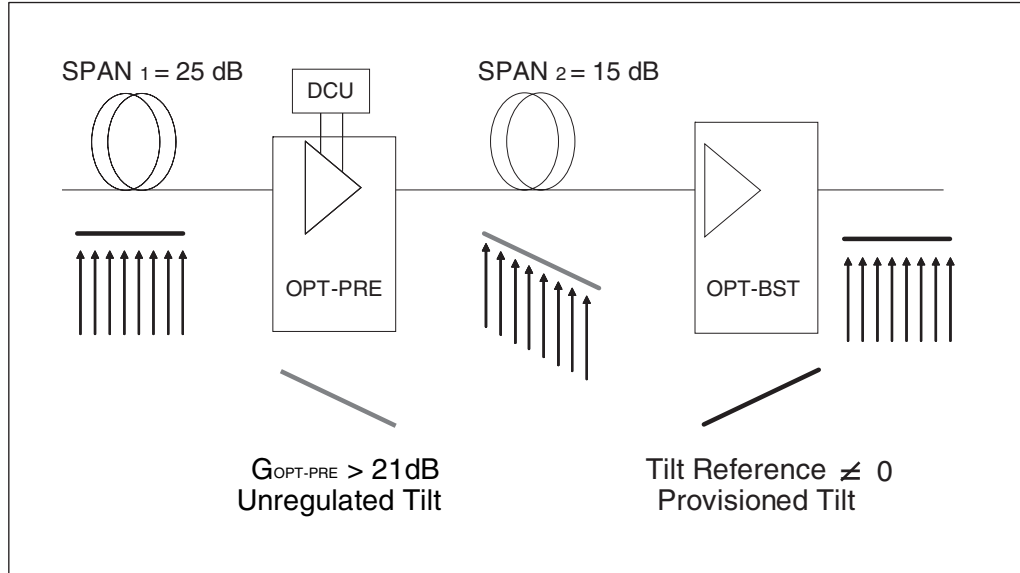 SPAN 1 = 25 dB
DCU
SPAN 2 = 15 dB
OPT-PRE
OPT-BST
GOPT-PRE > 21dB
Unregulated Tilt
Tilt Reference ≠ 0
Provisioned Tilt